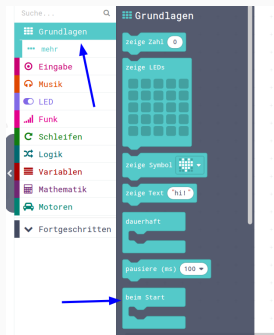 Suche...
Grundlagen
mehr
Eingabe
Musik
LED
Funk
Schleifen
Logik
Variablen
Mathematik
Motoren
Fortgeschritten
Grundlagen
zeige Zahl 0
zeige LEDs
zeige Symbol
zeige Text "hi!"
dauerhaft
pausiere (ms) 100
beim Start